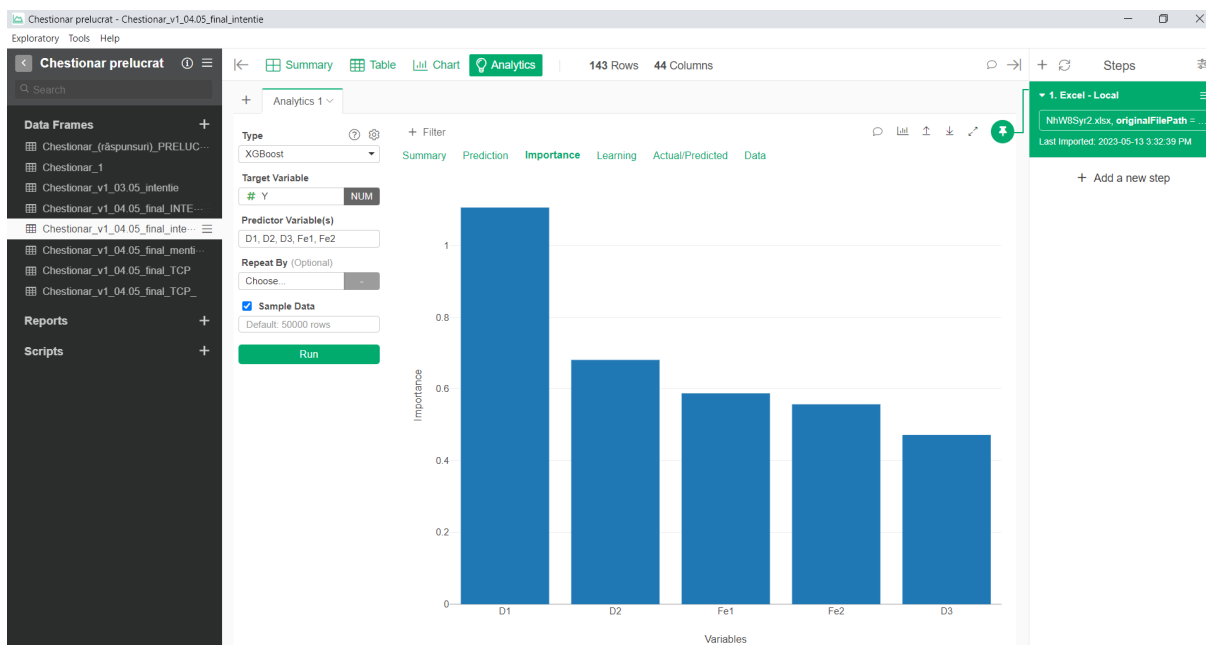 Chestionar prelucrat - Chestionar_v1_04.05_final_intentie
Exploratory Tools Help
Chestionar prelucrat
Search
Data Frames
Chestionar_(răspunsuri)_PRELUC...
Chestionar_1
Chestionar_v1_03.05_intentie
Chestionar_v1_04.05_final_INTE...
Chestionar_v1_04.05_final_inte...
Chestionar_v1_04.05_final_menti...
Chestionar_v1_04.05_final_TCP
Chestionar_v1_04.05_final_TCP_
Reports
Scripts
Summary Table Chart Analytics 143 Rows 44 Columns
Analytics 1
Type
XGBoost
Target Variable
# Y NUM
Predictor Variable(s)
D1, D2, D3, Fe1, Fe2
Repeat By (Optional)
Choose... -
Sample Data
Default: 50000 rows
Run
+ Filter
Summary Prediction Importance Learning Actual/Predicted Data
Importance
1
0.8
0.6
0.4
0.2
0
D1 D2 Fe1 Fe2 D3
Variables
Steps
1. Excel - Local
NhW8Syr2.xlsx, originalFilePath = ...
Last Imported: 2023-05-13 3:32:39 PM
+ Add a new step